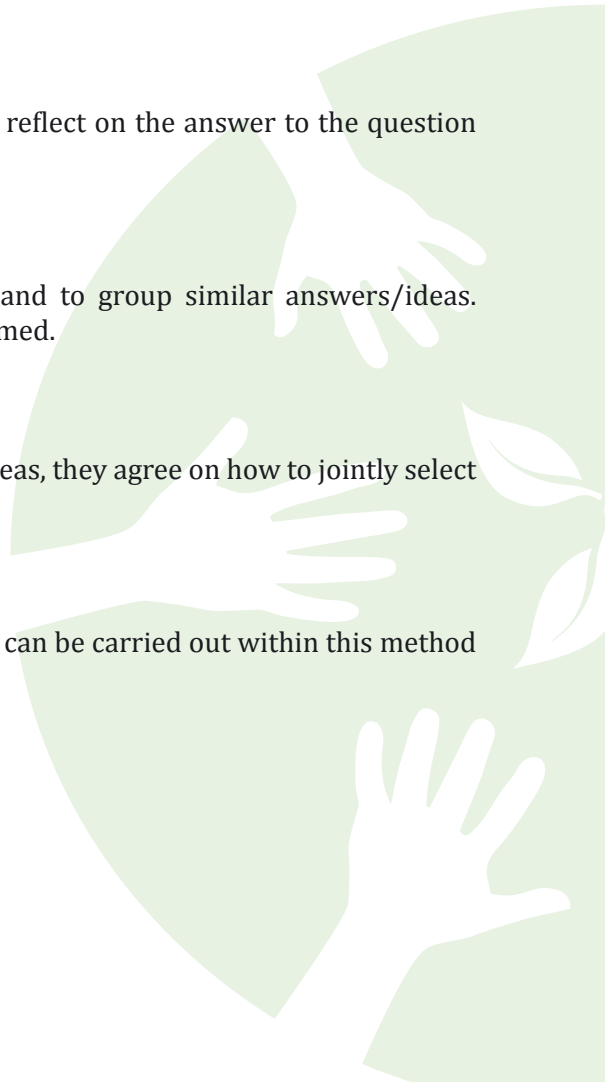 reflect on the answer to the question
and to group similar answers/ideas.
med.
eas, they agree on how to jointly select
can be carried out within this method